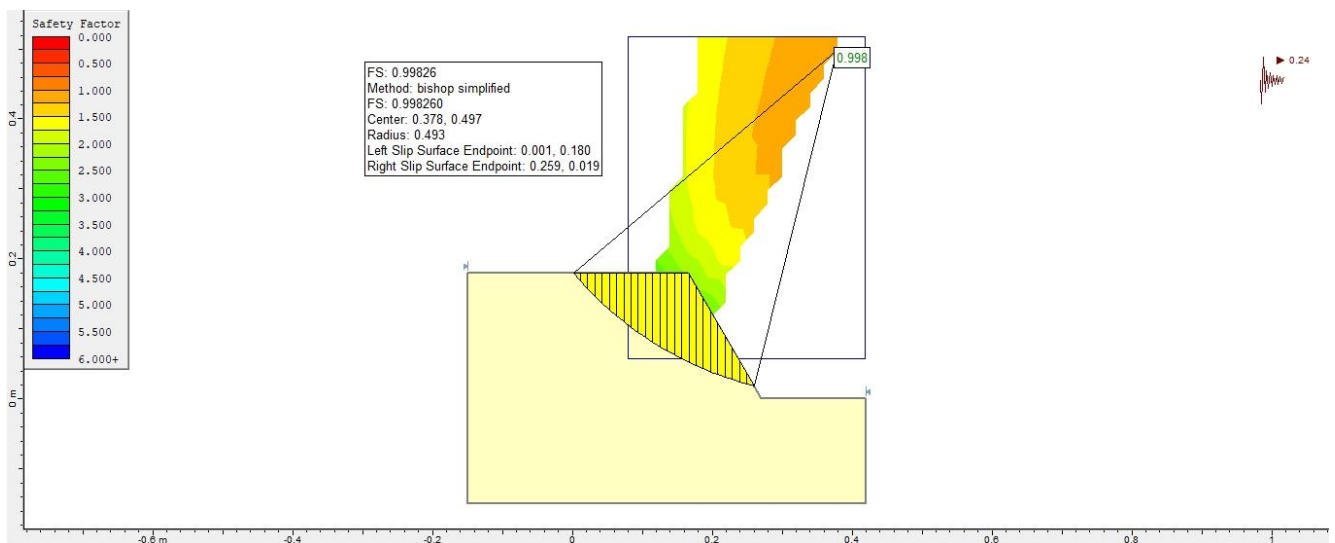 Safety Factor
0.000
0.500
1.000
1.500
2.000
2.500
3.000
3.500
4.000
4.500
5.000
5.500
6.000+
FS: 0.99826
Method: bishop simplified
FS: 0.998260
Center: 0.378, 0.497
Radius: 0.493
Left Slip Surface Endpoint: 0.001, 0.180
Right Slip Surface Endpoint: 0.259, 0.019
0.998
0.24
0.4
0.2
0 m
-0.6 m
-0.4
-0.2
0
0.2
0.4
0.6
0.8
1